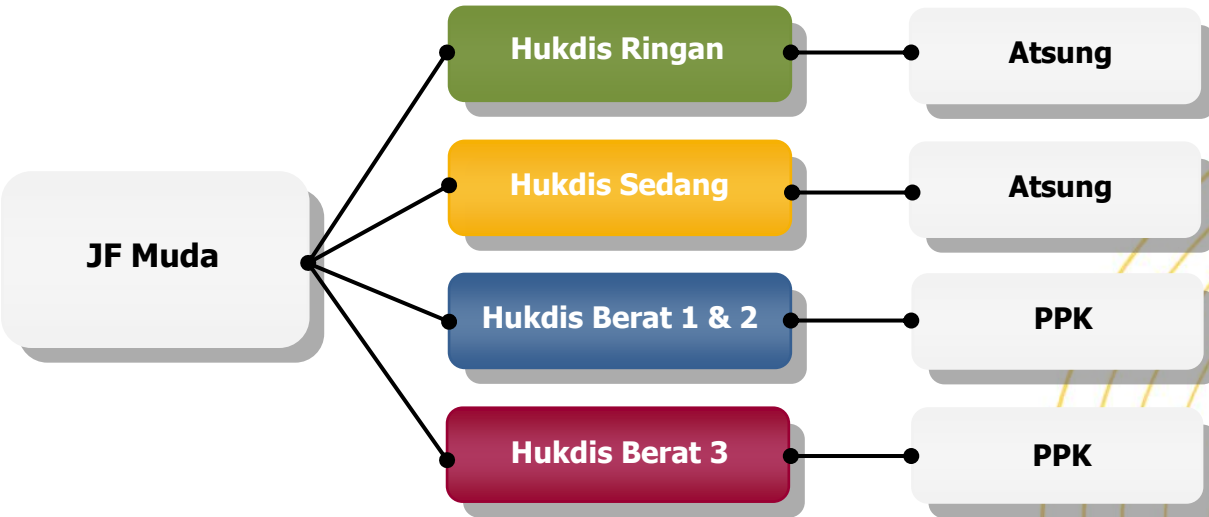 JF Muda
Hukdis Ringan
Atsung
Hukdis Sedang
Atsung
Hukdis Berat 1 & 2
PPK
Hukdis Berat 3
PPK